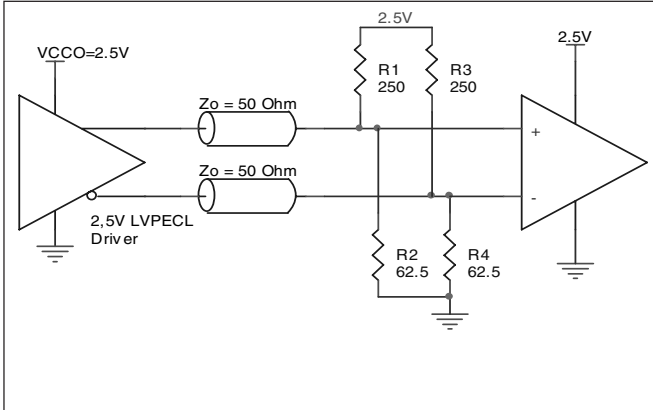 2.5V
VCCO=2.5V
2.5V
R1
250
R3
250
Zo = 50 Ohm
+
Zo = 50 Ohm
-
2,5V LVPECL
Driver
R2
62.5
R4
62.5